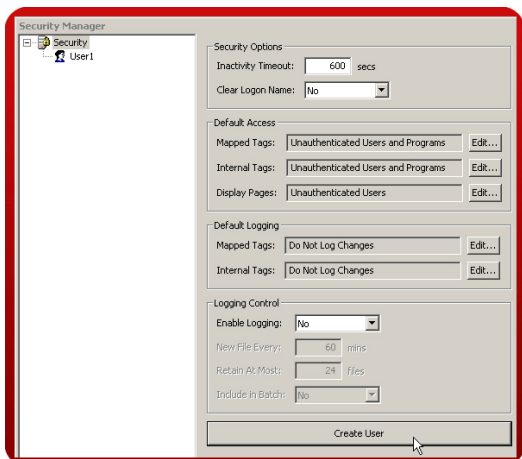 Security Manager
Security
User1
Security Options
Inactivity Timeout: 600 secs
Clear Logon Name: No
Default Access
Mapped Tags: Unauthenticated Users and Programs Edit...
Internal Tags: Unauthenticated Users and Programs Edit...
Display Pages: Unauthenticated Users Edit...
Default Logging
Mapped Tags: Do Not Log Changes Edit...
Internal Tags: Do Not Log Changes Edit...
Logging Control
Enable Logging: No
New File Every: 60 mins
Retain At Most: 24 files
Include in Batch: No
Create User